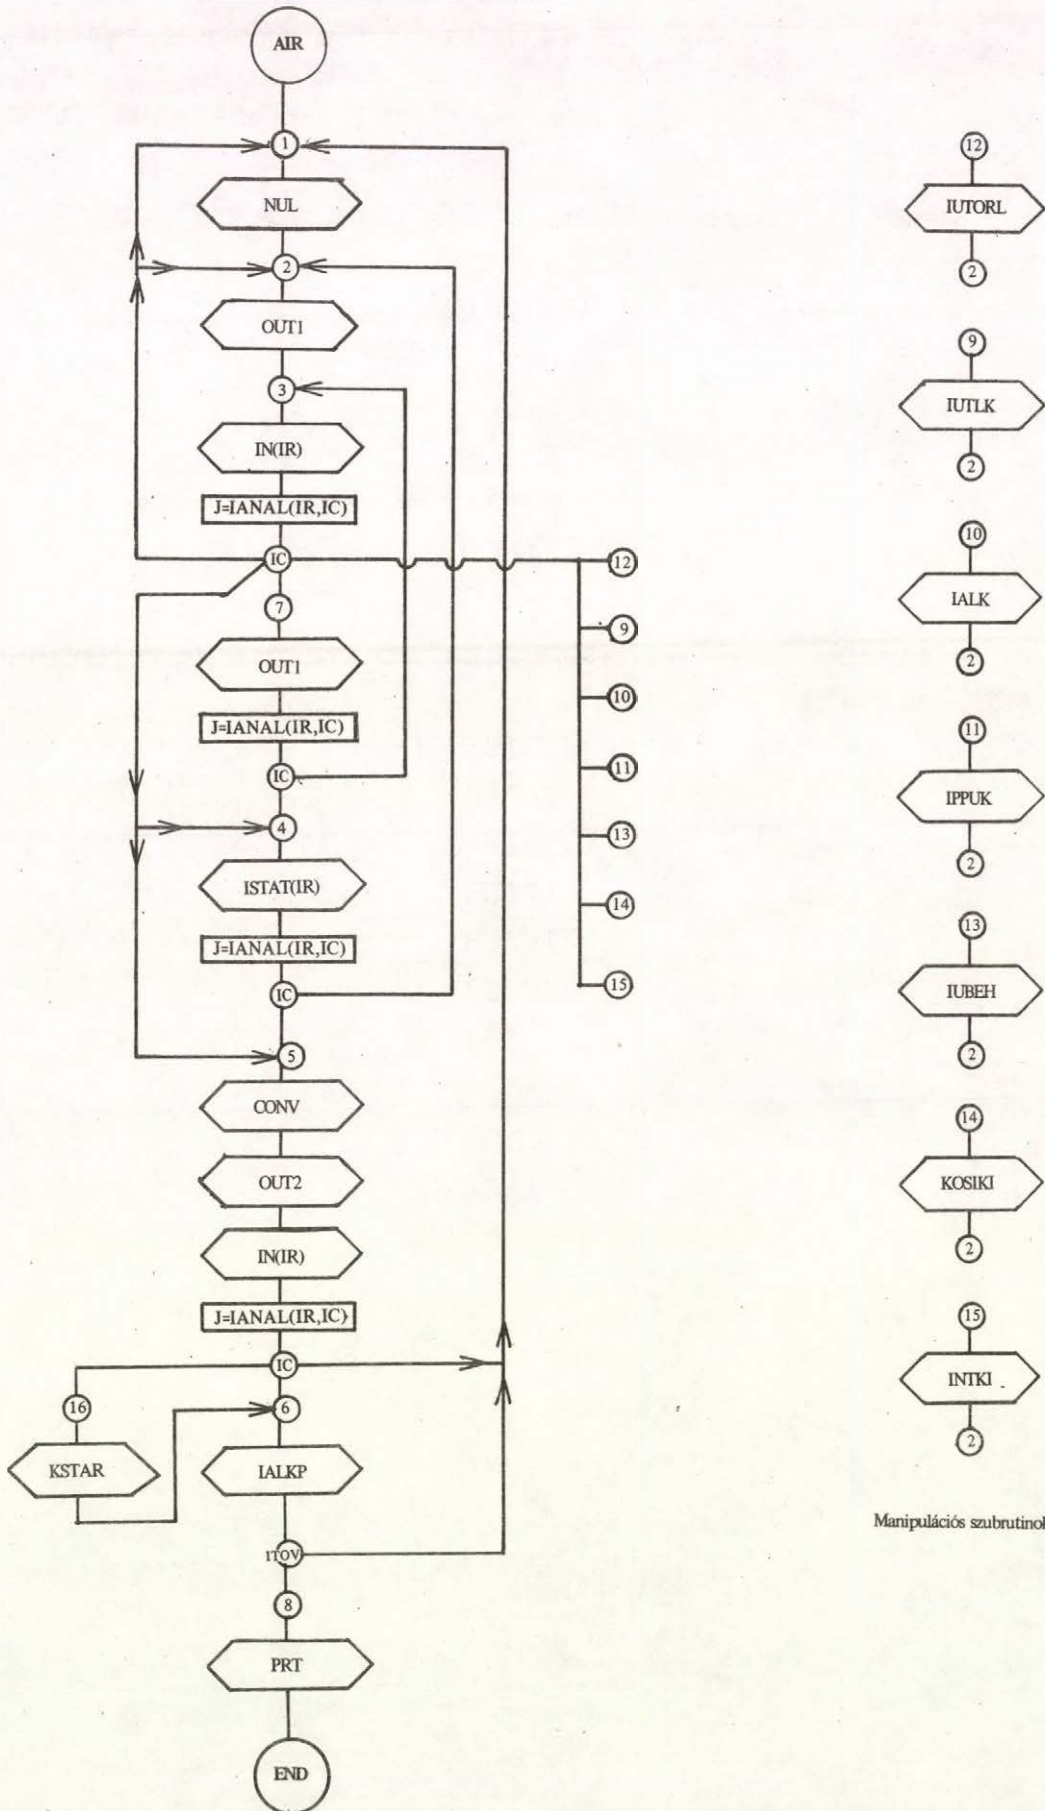 AIR
1
NUL
2
OUT1
3
IN(IR)
J=IANAL(IR,IC)
IC
7
OUT1
J=IANAL(IR,IC)
IC
4
ISTAT(IR)
J=IANAL(IR,IC)
IC
5
CONV
OUT2
IN(IR)
J=IANAL(IR,IC)
IC
16
6
KSTAR
IALKP
ITOV
8
PRT
END
12
9
10
11
13
14
15
12
IUTORL
2
9
IUTLK
2
10
IALK
2
11
IPPUK
2
13
IUBEH
2
14
KOSIKI
2
15
INTKI
2
Manipulációs szubrutinok